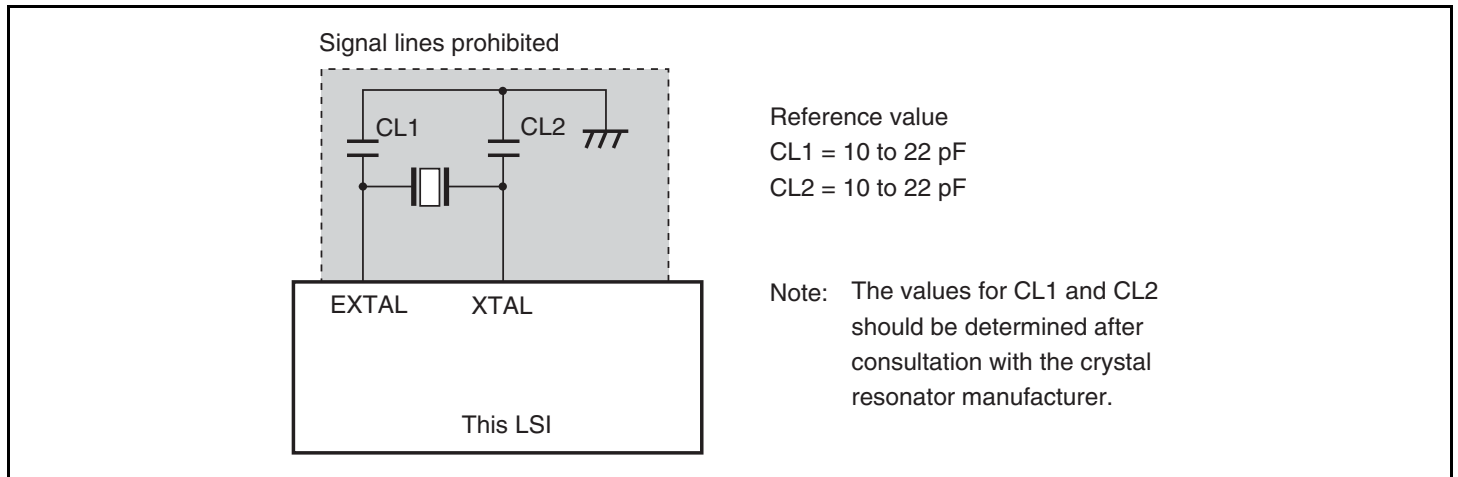 Signal lines prohibited
CL1
CL2
EXTAL
XTAL
This LSI
Reference value
CL1 = 10 to 22 pF
CL2 = 10 to 22 pF
Note: The values for CL1 and CL2
should be determined after
consultation with the crystal
resonator manufacturer.